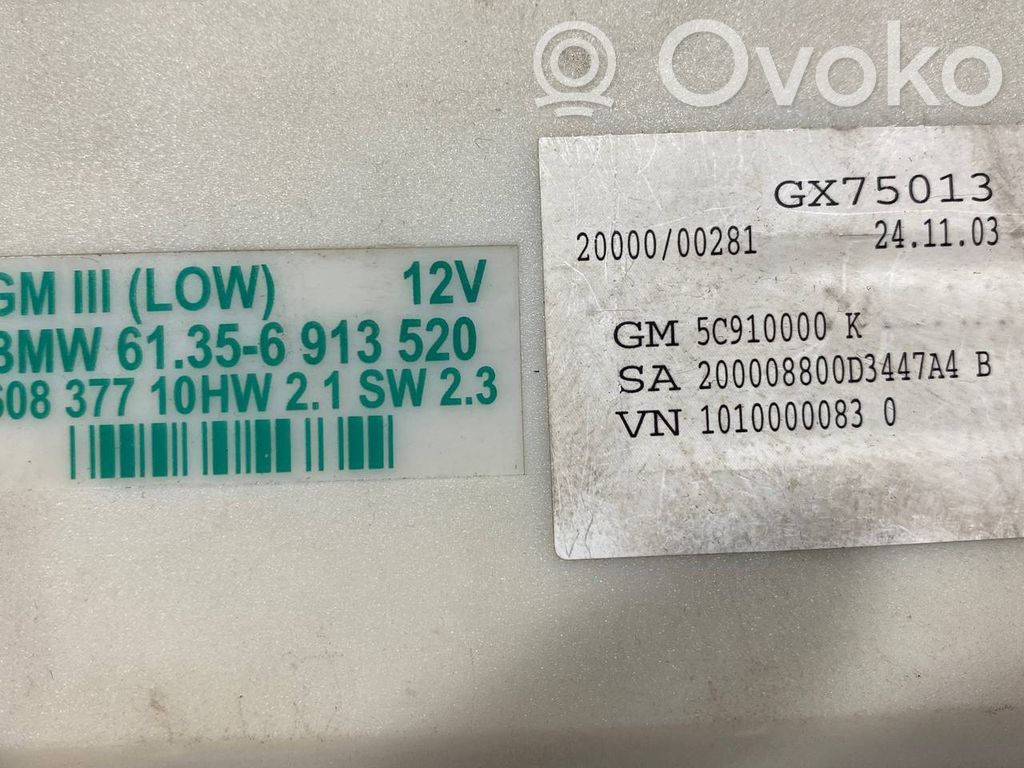 Ovoko
GX75013
20000/00281 24.11.03
GM 5C910000 K
SA 200008800D3447A4 B
VN 1010000083 0
GM III (LOW) 12V
BMW 61.35-6 913 520
608 377 10HW 2.1 SW 2.3